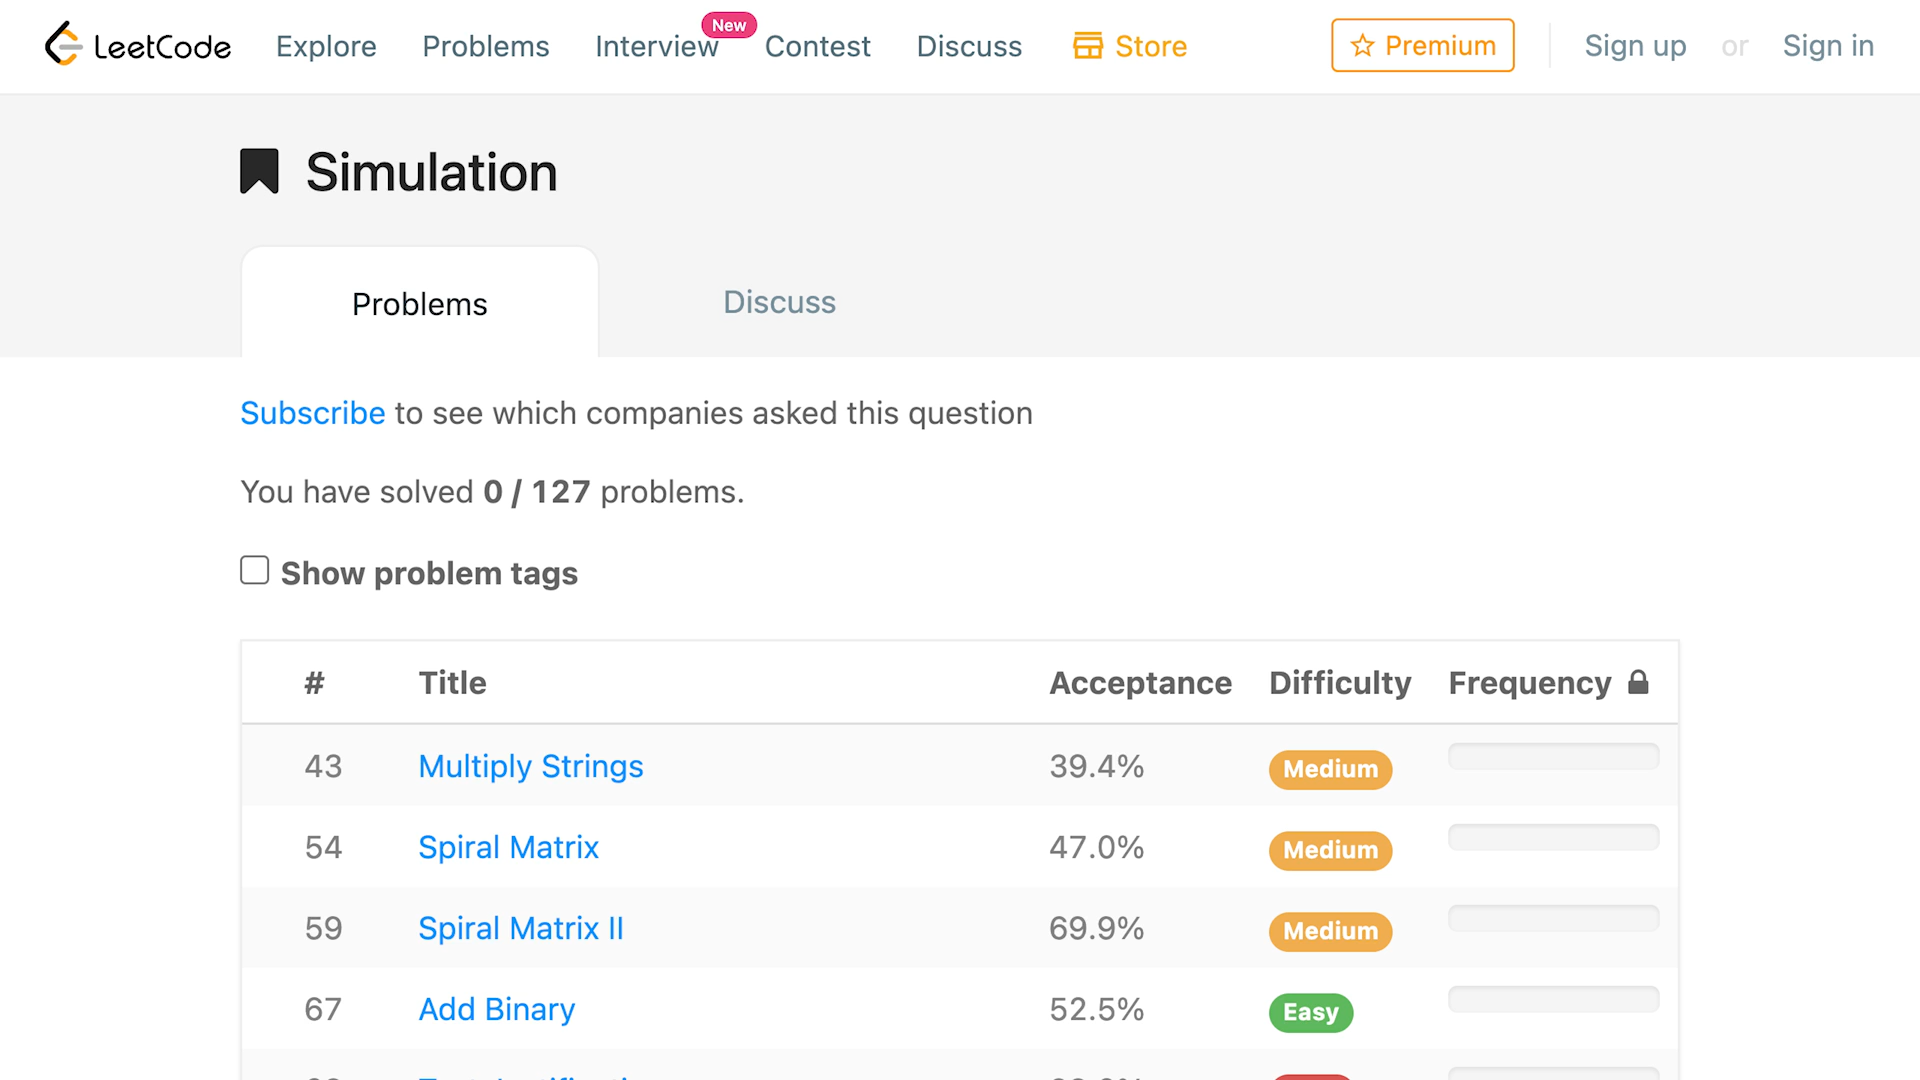 LeetCode Explore Problems Interview New Contest Discuss Store Premium Sign up or Sign in
Simulation
Problems Discuss
Subscribe to see which companies asked this question
You have solved 0 / 127 problems.
Show problem tags
# Title Acceptance Difficulty Frequency
43 Multiply Strings 39.4% Medium
54 Spiral Matrix 47.0% Medium
59 Spiral Matrix II 69.9% Medium
67 Add Binary 52.5% Easy